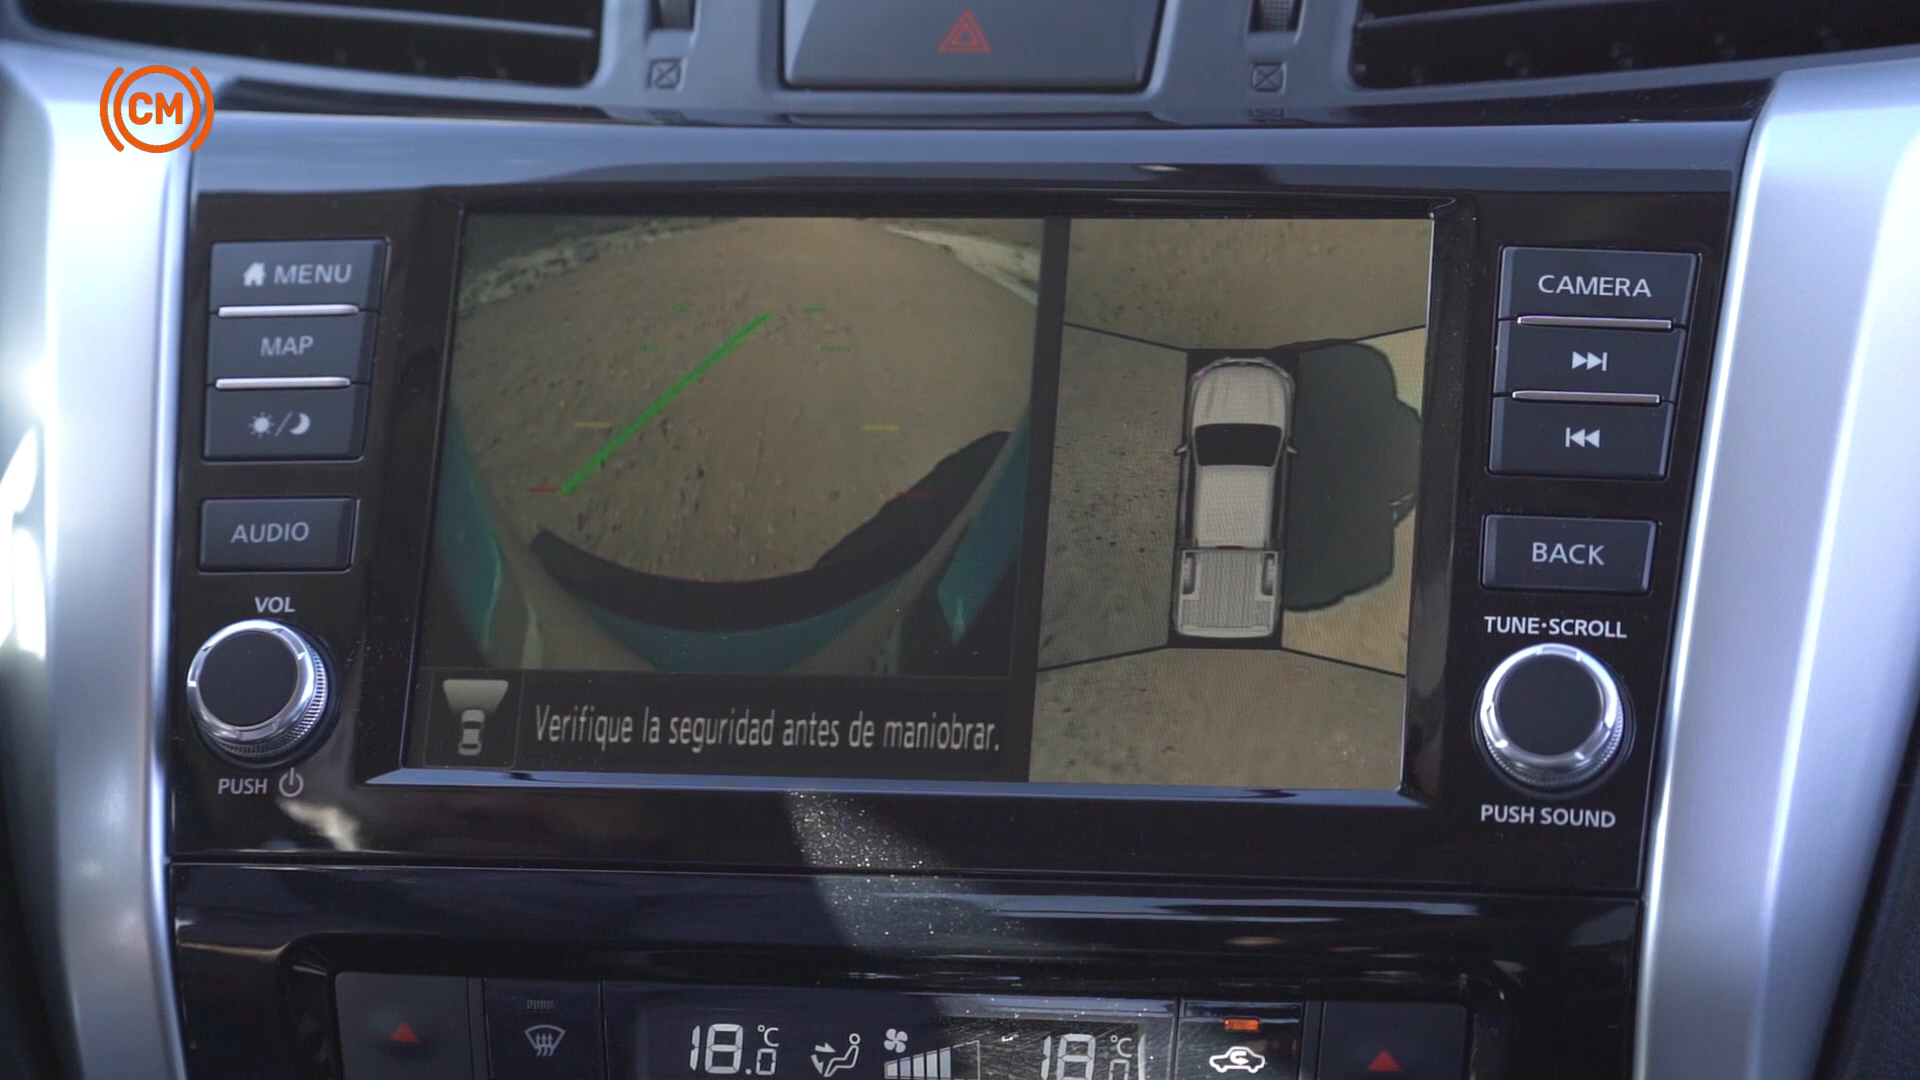 CM
MENU
MAP
AUDIO
VOL
PUSH
CAMERA
BACK
TUNE·SCROLL
PUSH SOUND
Verifique la seguridad antes de maniobrar.
18.0 °C
18.0 °C